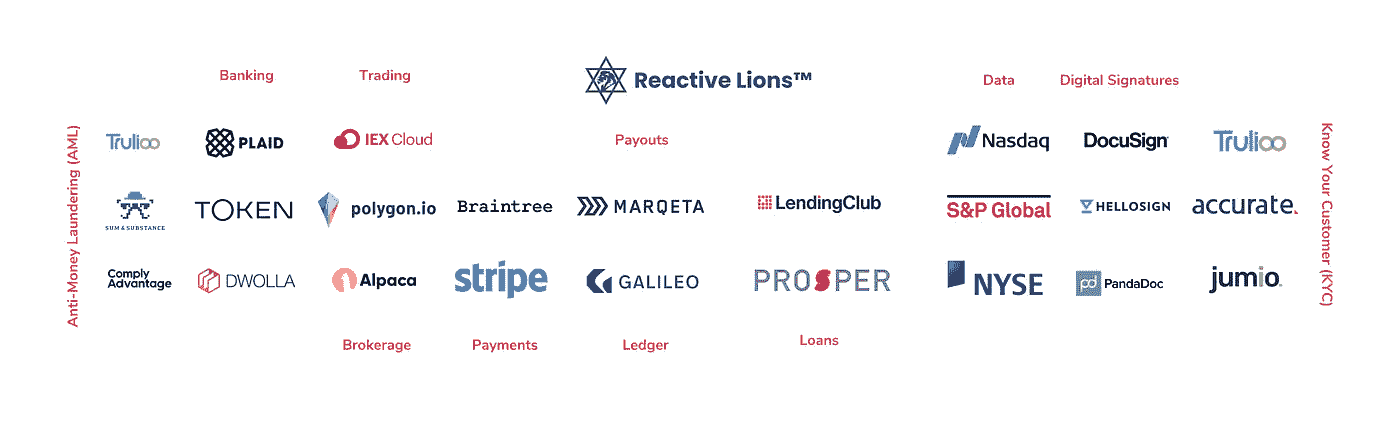 Banking
Trading
Reactive Lions™
Data
Digital Signatures
Anti-Money Laundering (AML)
Trulioo
PLAID
IEX Cloud
Payouts
Nasdaq
DocuSign
Trulioo
Know Your Customer (KYC)
SUM & SUBSTANCE
TOKEN
polygon.io
Braintree
MARQETA
LendingClub
S&P Global
HELLOSIGN
accurate.
Comply
Advantage
DWOLLA
Alpaca
stripe
GALILEO
PROSPER
NYSE
pd PandaDoc
jumio.
Brokerage
Payments
Ledger
Loans